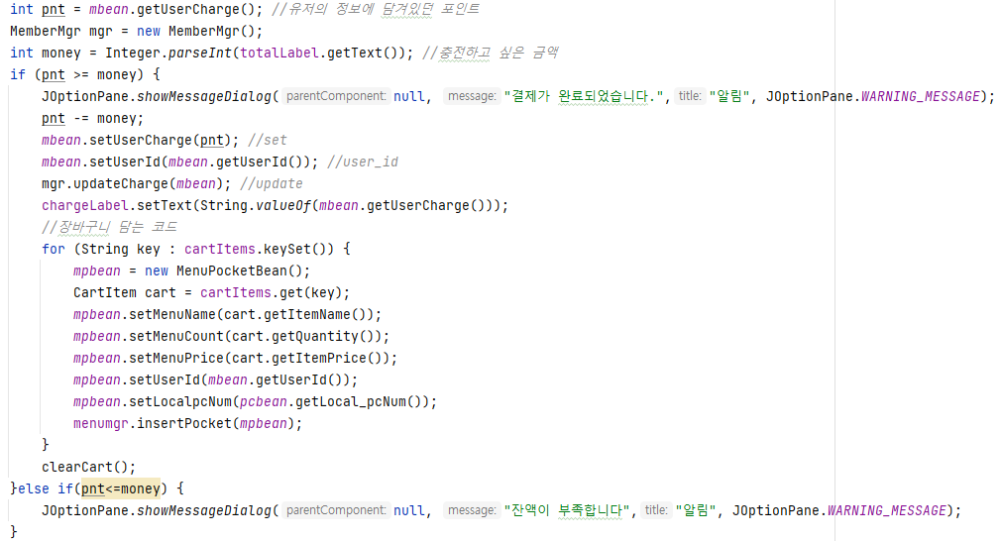 int pnt = mbean.getUserCharge(); //유저의 정보에 담겨있던 포인트
MemberMgr mgr = new MemberMgr();
int money = Integer.parseInt(totalLabel.getText()); //충전하고 싶은 금액
if (pnt >= money) {
    JOptionPane.showMessageDialog( parentComponent: null, message: "결제가 완료되었습니다.", title: "알림", JOptionPane.WARNING_MESSAGE);
    pnt -= money;
    mbean.setUserCharge(pnt); //set
    mbean.setUserId(mbean.getUserId()); //user_id
    mgr.updateCharge(mbean); //update
    chargeLabel.setText(String.valueOf(mbean.getUserCharge()));
    //장바구니 담는 코드
    for (String key : cartItems.keySet()) {
        mpbean = new MenuPocketBean();
        CartItem cart = cartItems.get(key);
        mpbean.setMenuName(cart.getItemName());
        mpbean.setMenuCount(cart.getQuantity());
        mpbean.setMenuPrice(cart.getItemPrice());
        mpbean.setUserId(mbean.getUserId());
        mpbean.setLocalpcNum(pcbean.getLocal_pcNum());
        menumgr.insertPocket(mpbean);
    }
    clearCart();
}else if(pnt<=money) {
    JOptionPane.showMessageDialog( parentComponent: null, message: "잔액이 부족합니다", title: "알림", JOptionPane.WARNING_MESSAGE);
}